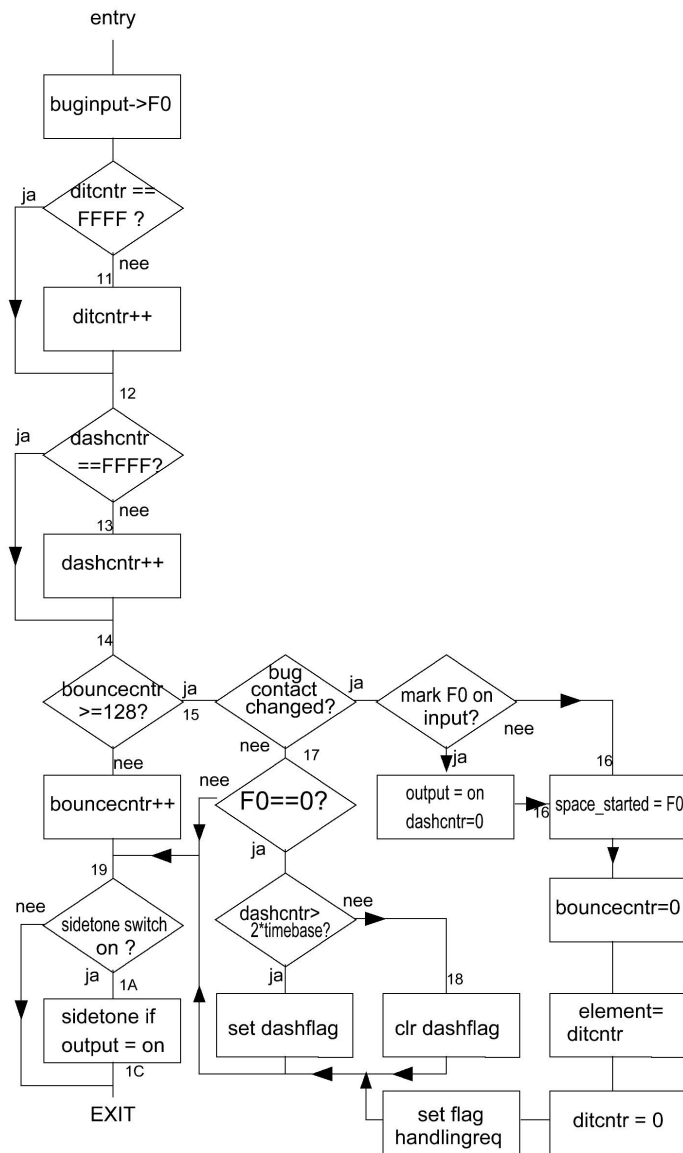 entry
buginput->F0
ja
ditcntr ==
FFFF ?
nee
11
ditcntr++
12
ja
dashcntr
==FFFF?
nee
13
dashcntr++
14
bouncecntr
>=128?
ja
15
nee
bug
contact
changed?
ja
nee
17
mark F0 on
input?
nee
ja
16
bouncecntr++
nee
F0==0?
ja
output = on
dashcntr=0
16
space_started = F0
19
nee
sidetone switch
on ?
ja
1A
dashcntr>
2*timebase?
nee
ja
18
bouncecntr=0
sidetone if
output = on
1C
EXIT
set dashflag
clr dashflag
element=
ditcntr
set flag
handlingreq
ditcntr = 0